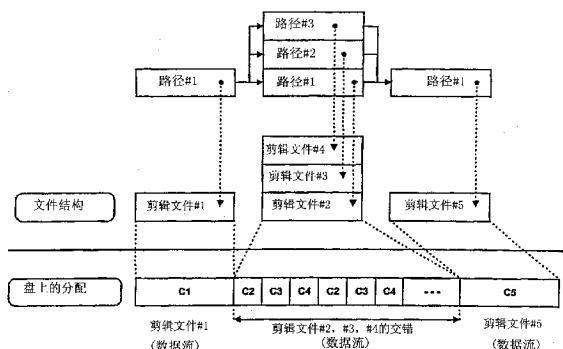 路径#3
路径#2
路径#1 路径#1 路径#1
剪辑文件#4
剪辑文件#3
文件结构 剪辑文件#1 剪辑文件#2 剪辑文件#5
盘上的分配 C1 C2 C3 C4 C2 C3 C4 --- C5
剪辑文件#1 剪辑文件#2, #3, #4的交错 剪辑文件#5
(数据流) (数据流) (数据流)